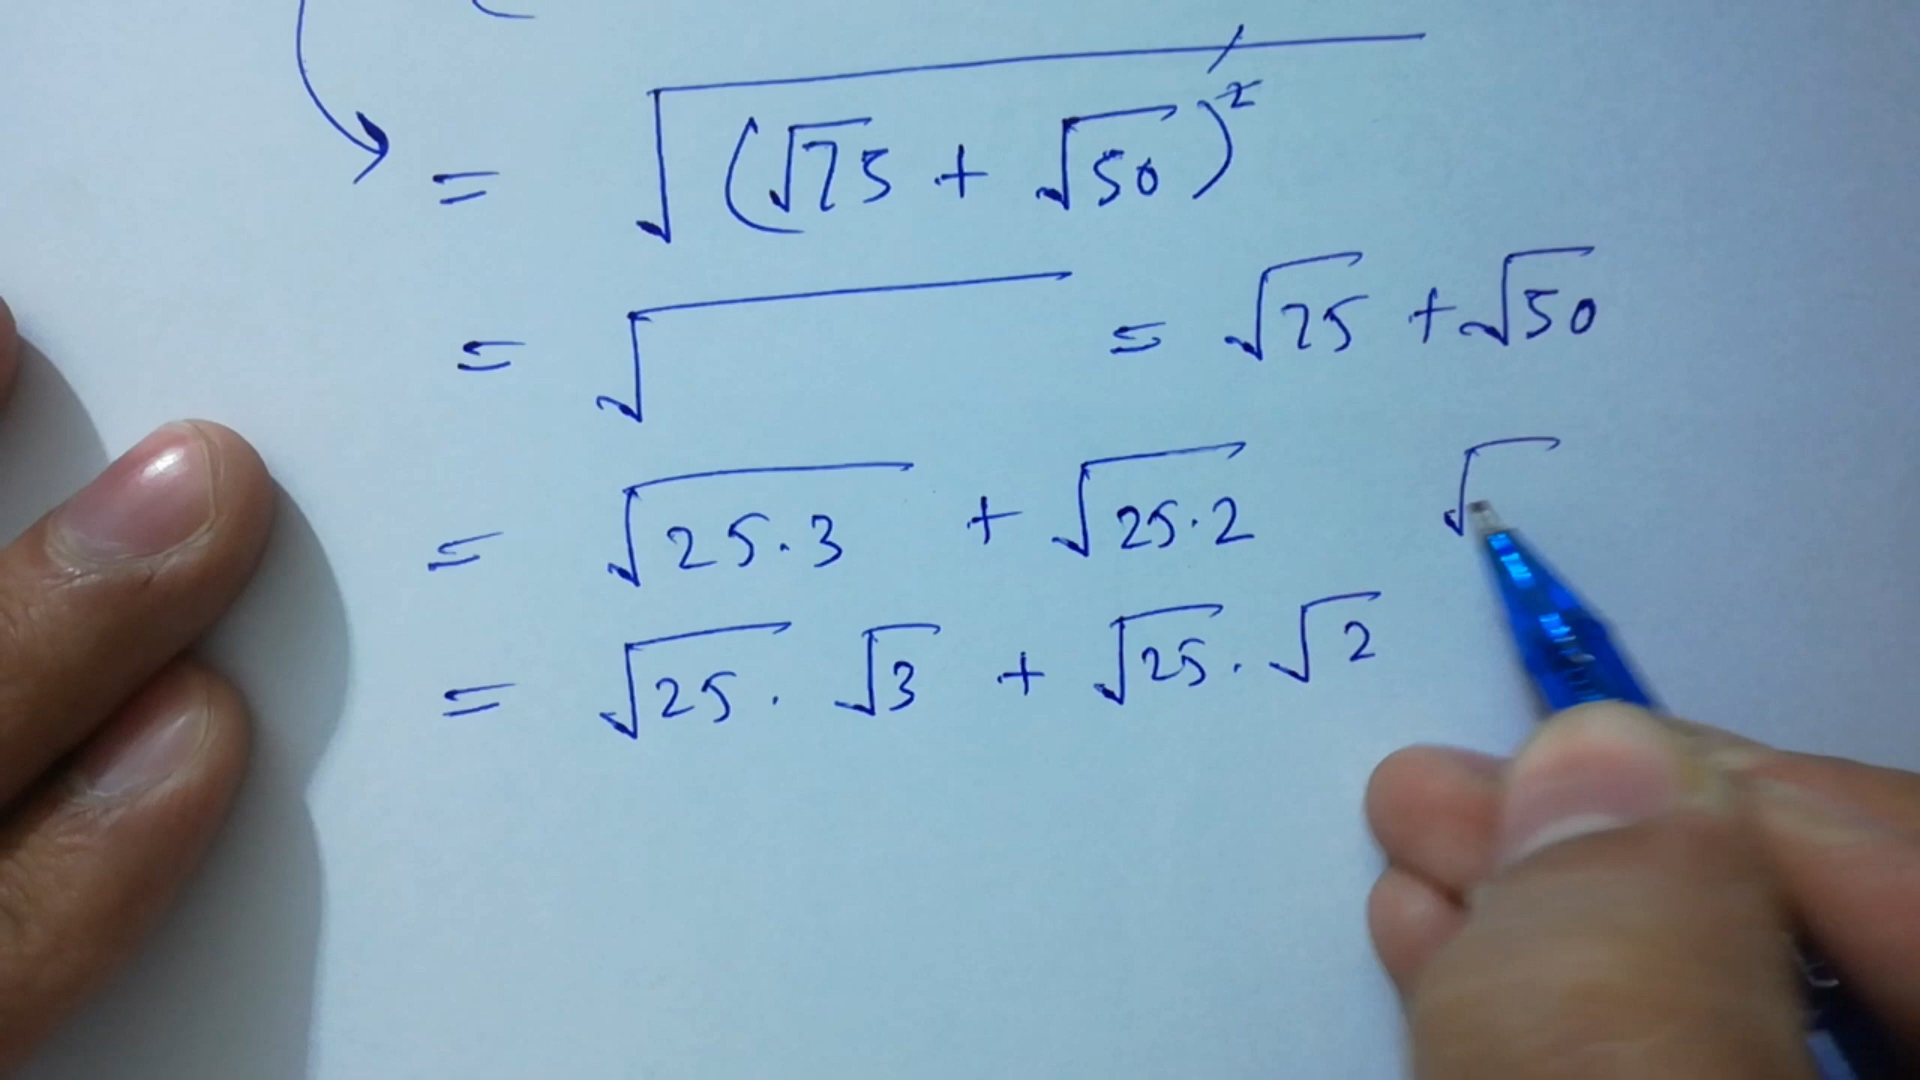 = √(√75 + √50)²
= √ = √75 + √50
= √25.3 + √25.2 √
= √25 . √3 + √25 . √2